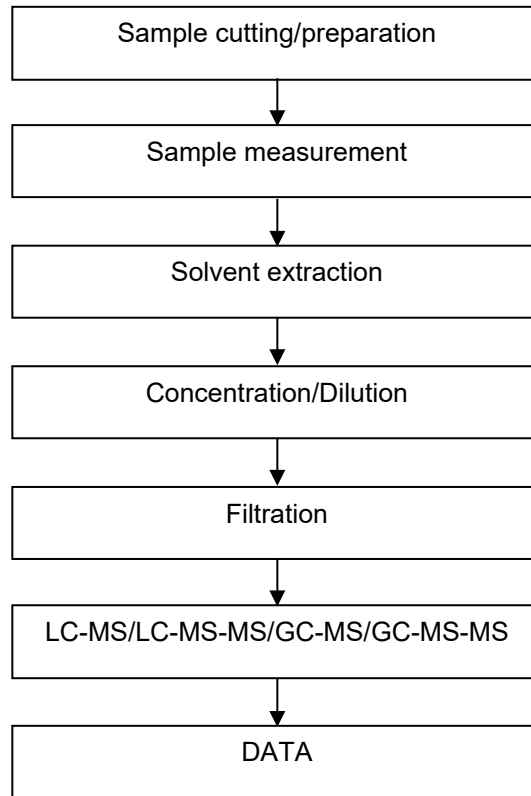 Sample cutting/preparation
Sample measurement
Solvent extraction
Concentration/Dilution
Filtration
LC-MS/LC-MS-MS/GC-MS/GC-MS-MS
DATA